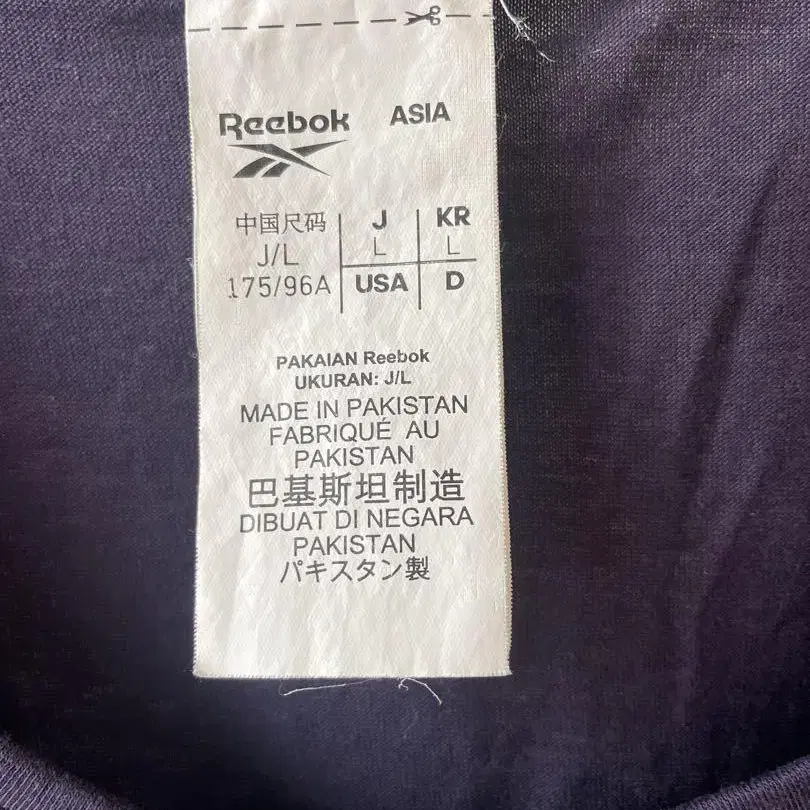 Reebok ASIA
中国尺码 J KR
J/L L L
175/96A USA D
PAKAIAN Reebok
UKURAN: J/L
MADE IN PAKISTAN
FABRIQUÉ AU
PAKISTAN
巴基斯坦制造
DIBUAT DI NEGARA
PAKISTAN
パキスタン製